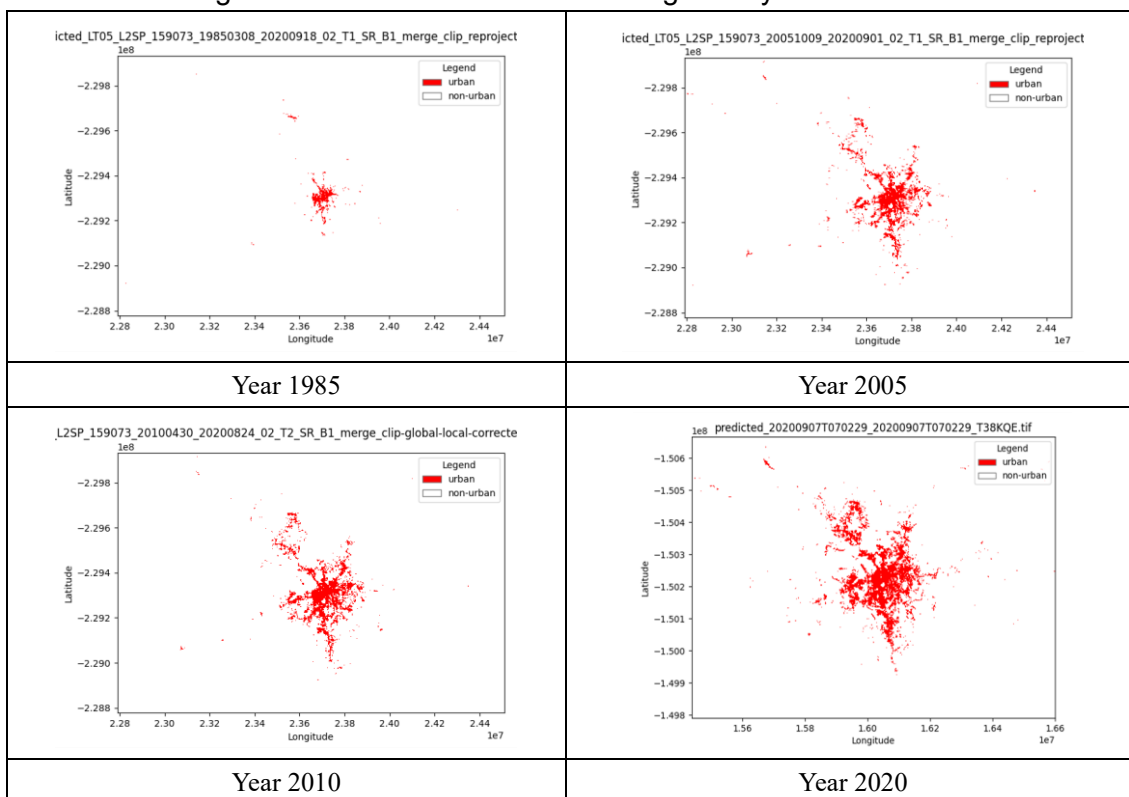 icted_LT05_L2SP_159073_19850308_20200918_02_T1_SR_B1_merge_clip_reproject
1e8
Legend
urban
non-urban
−2.298
−2.296
−2.294
−2.292
−2.290
−2.288
Latitude
2.28 2.30 2.32 2.34 2.36 2.38 2.40 2.42 2.44
Longitude
1e7
Year 1985
icted_LT05_L2SP_159073_20051009_20200901_02_T1_SR_B1_merge_clip_reproject
1e8
Legend
urban
non-urban
−2.298
−2.296
−2.294
−2.292
−2.290
−2.288
Latitude
2.28 2.30 2.32 2.34 2.36 2.38 2.40 2.42 2.44
Longitude
1e7
Year 2005
_L2SP_159073_20100430_20200824_02_T2_SR_B1_merge_clip-global-local-correcte
1e8
Legend
urban
non-urban
−2.298
−2.296
−2.294
−2.292
−2.290
−2.288
Latitude
2.28 2.30 2.32 2.34 2.36 2.38 2.40 2.42 2.44
Longitude
1e7
Year 2010
1e8 predicted_20200907T070229_20200907T070229_T38KQE.tif
Legend
urban
non-urban
−1.506
−1.505
−1.504
−1.503
−1.502
−1.501
−1.500
−1.499
−1.498
Latitude
1.56 1.58 1.60 1.62 1.64 1.66
Longitude
1e7
Year 2020